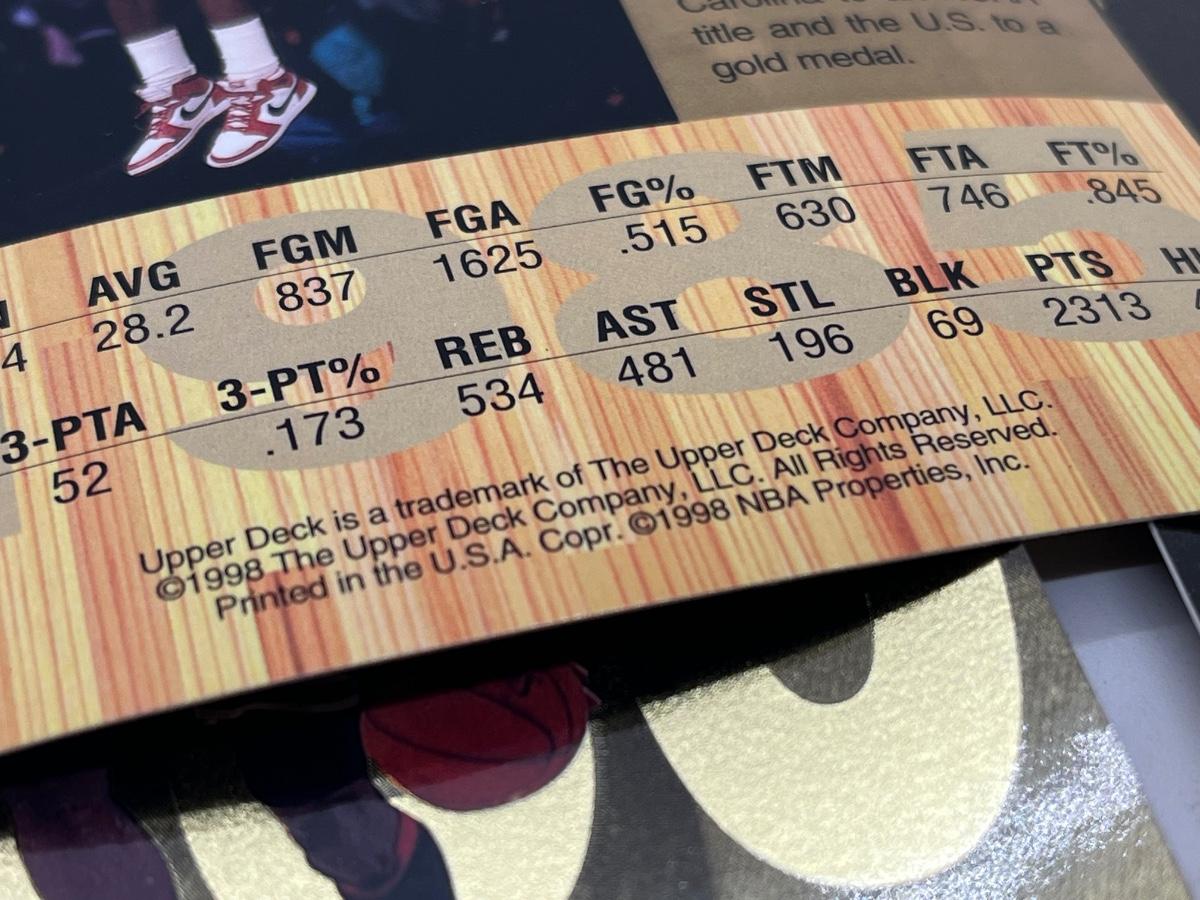 title and the U.S. to a
gold medal.
AVG FGM FGA FG% FTM FTA FT%
4 28.2 837 1625 .515 630 746 .845
3-PTA 3-PT% REB AST STL BLK PTS
52 .173 534 481 196 69 2313
Upper Deck is a trademark of The Upper Deck Company, LLC.
©1998 The Upper Deck Company, LLC. All Rights Reserved.
Printed in the U.S.A. Copr. ©1998 NBA Properties, Inc.